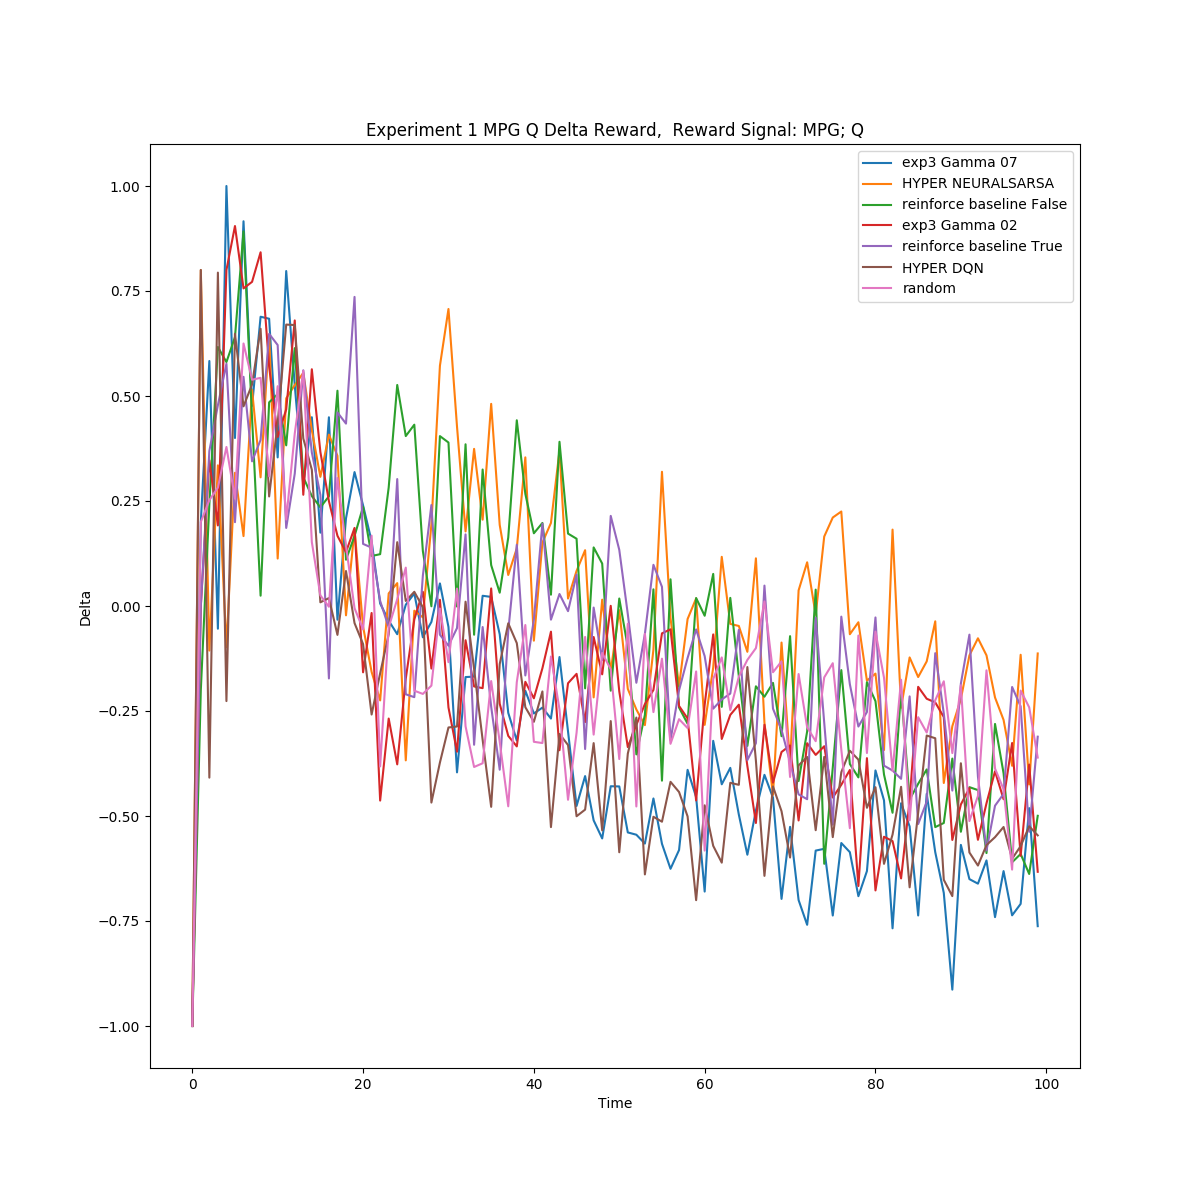 Experiment 1 MPG Q Delta Reward,  Reward Signal: MPG; Q
exp3 Gamma 07
HYPER NEURALSARSA
reinforce baseline False
exp3 Gamma 02
reinforce baseline True
HYPER DQN
random
1.00
0.75
0.50
0.25
0.00
−0.25
−0.50
−0.75
−1.00
Delta
0 20 40 60 80 100
Time